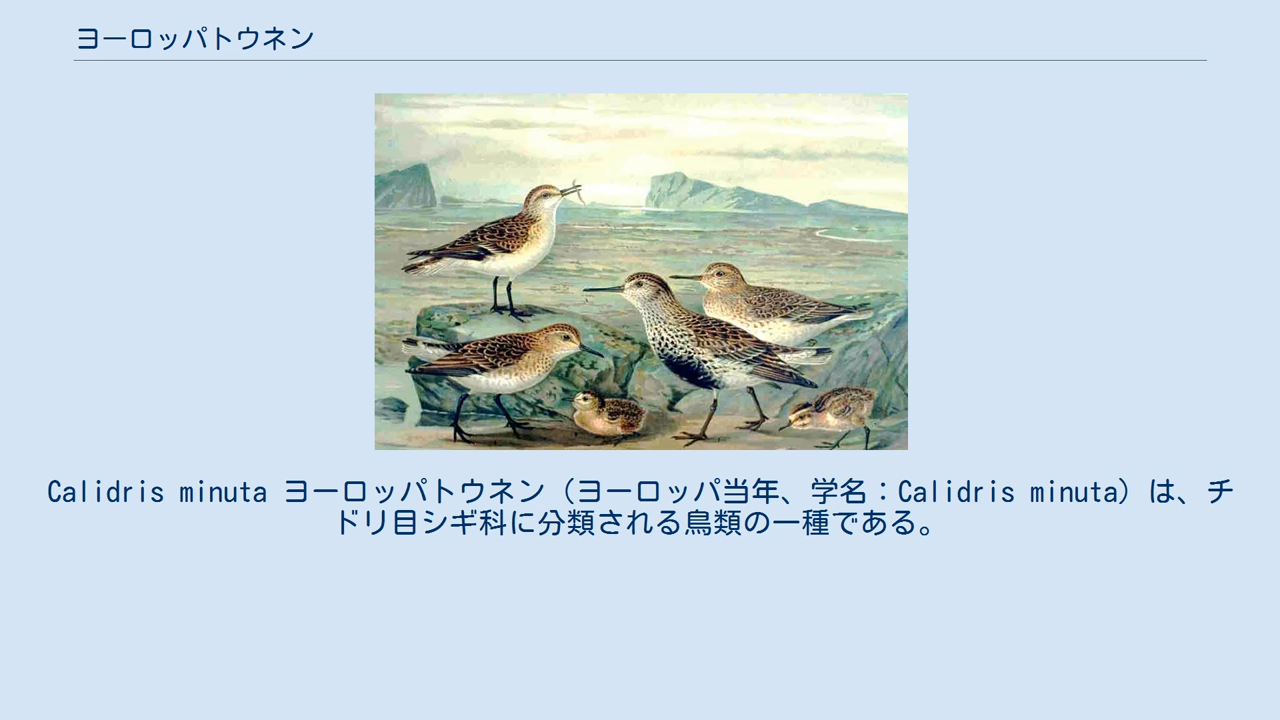 ヨーロッパトウネン
Calidris minuta ヨーロッパトウネン（ヨーロッパ当年、学名：Calidris minuta）は、チ
ドリ目シギ科に分類される鳥類の一種である。